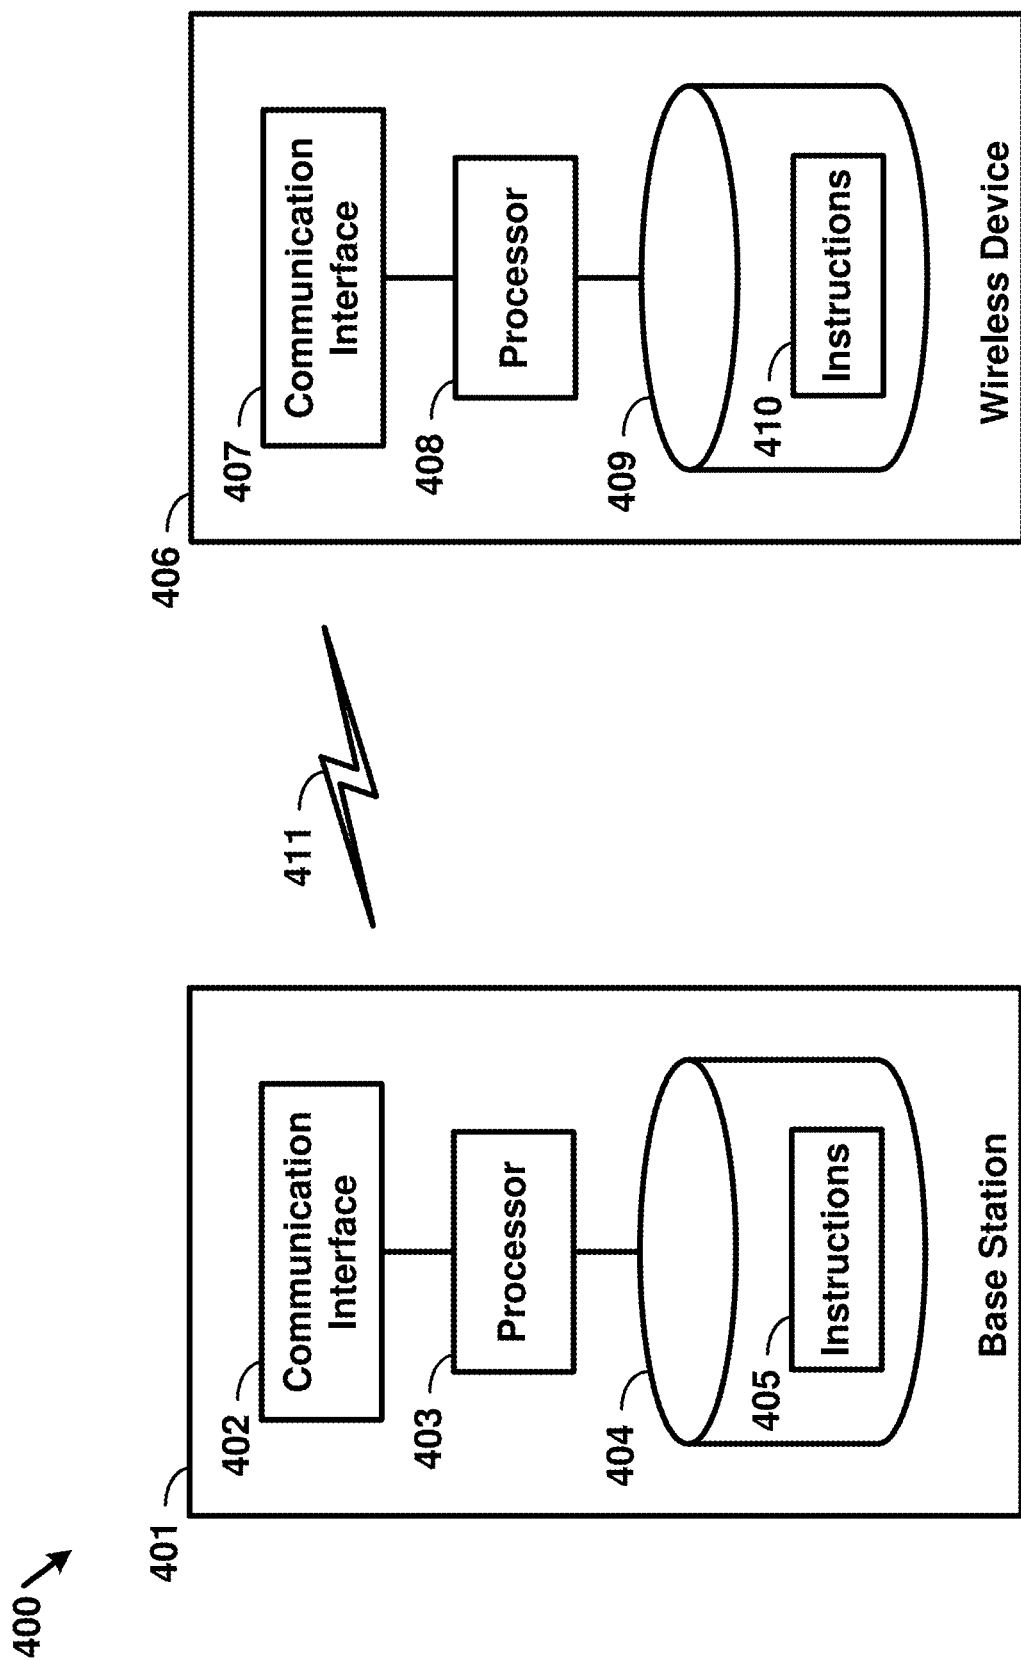 400
401
402
Communication
Interface
403
Processor
404
405
Instructions
Base Station
411
406
407
Communication
Interface
408
Processor
409
410
Instructions
Wireless Device